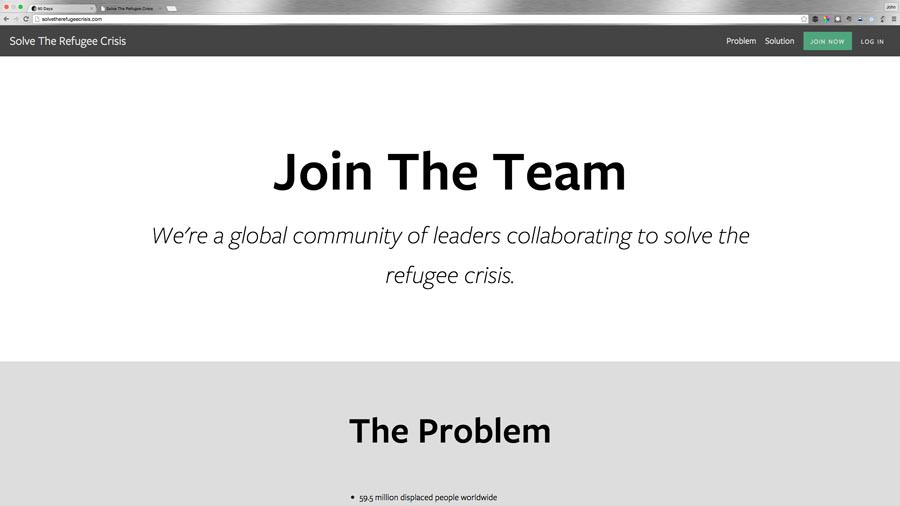 60 Days
Solve The Refugee Crisis
John
solvetherefugeecrisis.com
Solve The Refugee Crisis
Problem
Solution
JOIN NOW
LOG IN
Join The Team
We're a global community of leaders collaborating to solve the
refugee crisis.
The Problem
• 59.5 million displaced people worldwide